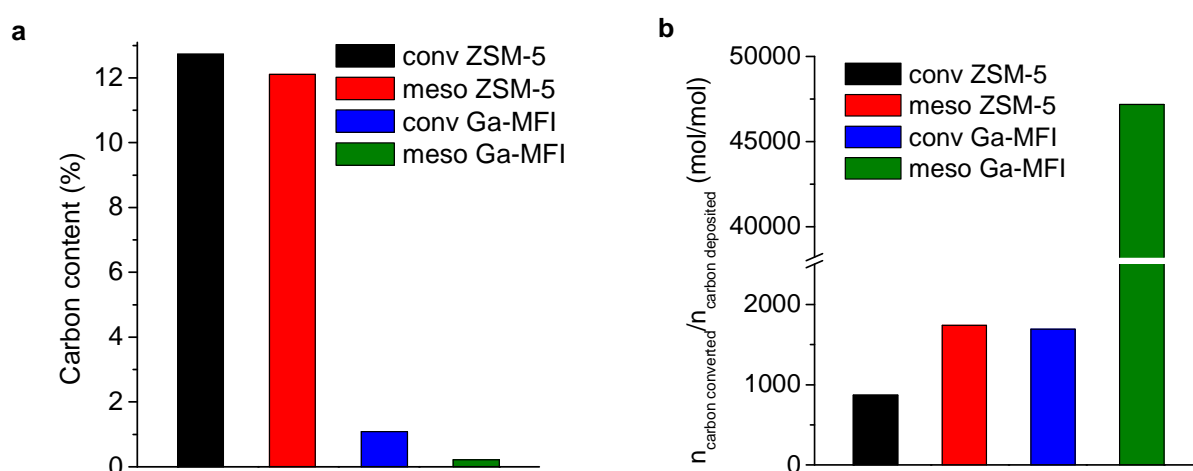 a
Carbon content (%)
12
10
8
6
4
2
0
conv ZSM-5
meso ZSM-5
conv Ga-MFI
meso Ga-MFI
b
n carbon converted/n carbon deposited (mol/mol)
50000
45000
40000
2000
1000
0
conv ZSM-5
meso ZSM-5
conv Ga-MFI
meso Ga-MFI